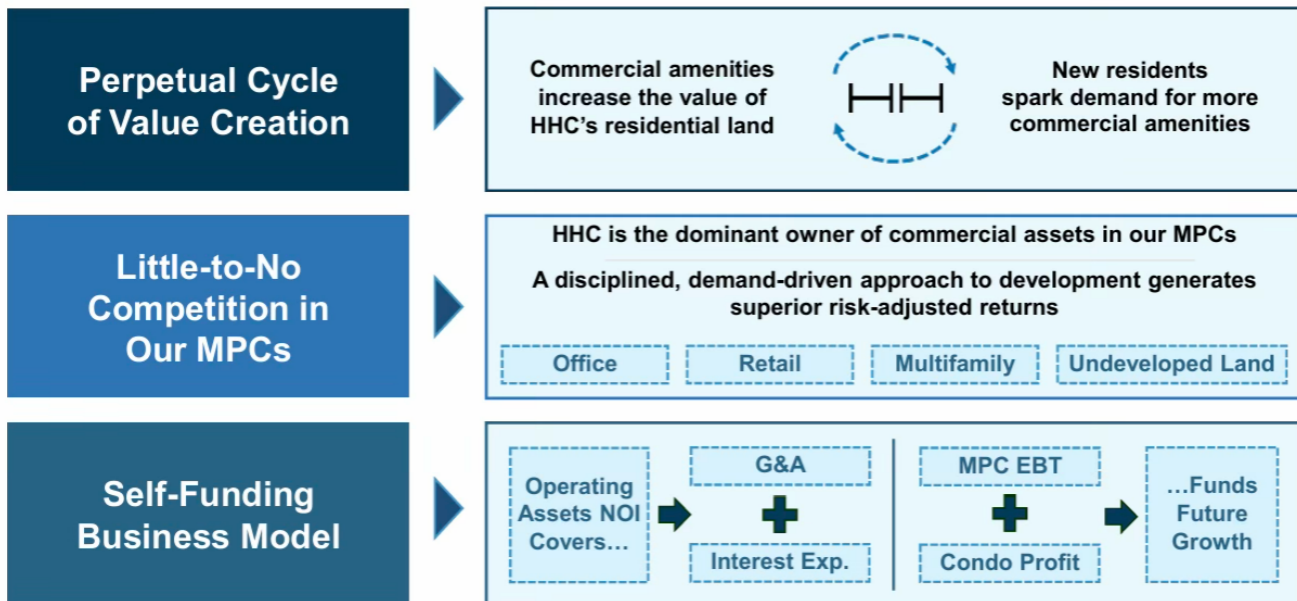 Perpetual Cycle
of Value Creation
Commercial amenities
increase the value of
HHC's residential land
New residents
spark demand for more
commercial amenities
Little-to-No
Competition in
Our MPCs
HHC is the dominant owner of commercial assets in our MPCs
A disciplined, demand-driven approach to development generates
superior risk-adjusted returns
Office
Retail
Multifamily
Undeveloped Land
Self-Funding
Business Model
Operating
Assets NOI
Covers…
G&A
Interest Exp.
MPC EBT
Condo Profit
…Funds
Future
Growth